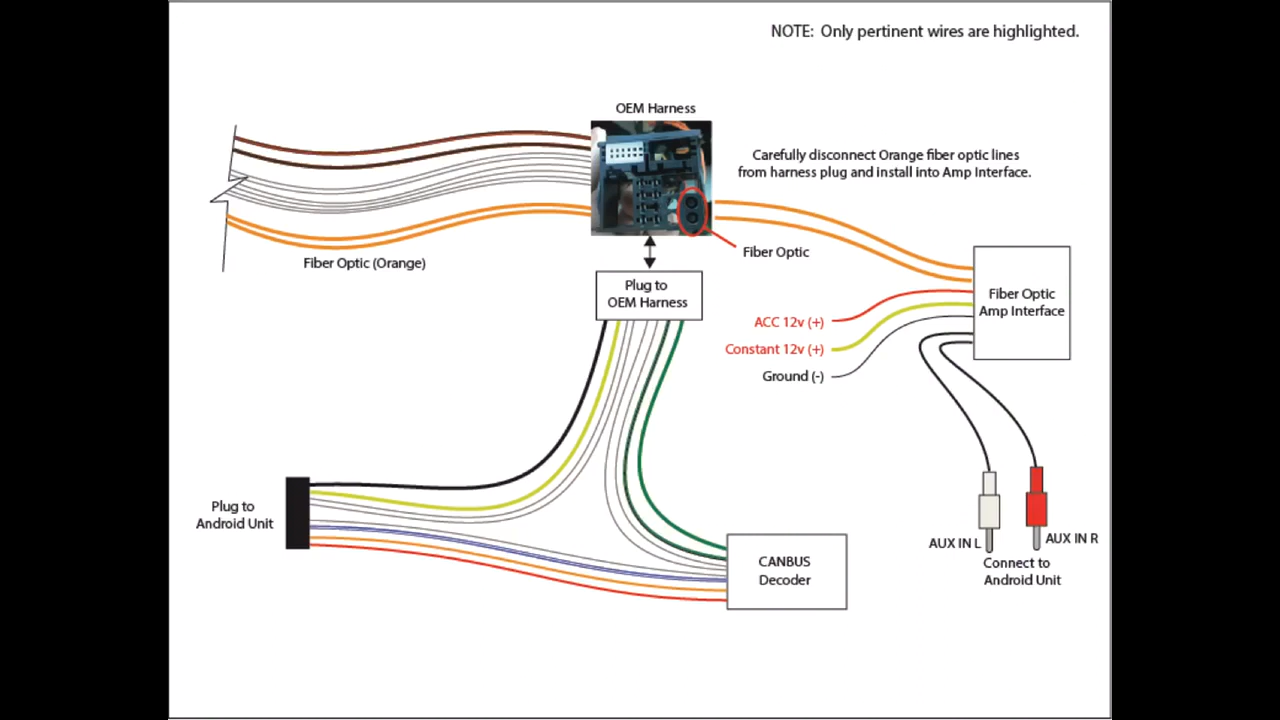 NOTE: Only pertinent wires are highlighted.
OEM Harness
Carefully disconnect Orange fiber optic lines
from harness plug and install into Amp Interface.
Fiber Optic
Fiber Optic (Orange)
Plug to
OEM Harness
Fiber Optic
Amp Interface
ACC 12v (+)
Constant 12v (+)
Ground (-)
Plug to
Android Unit
CANBUS
Decoder
AUX IN L
AUX IN R
Connect to
Android Unit